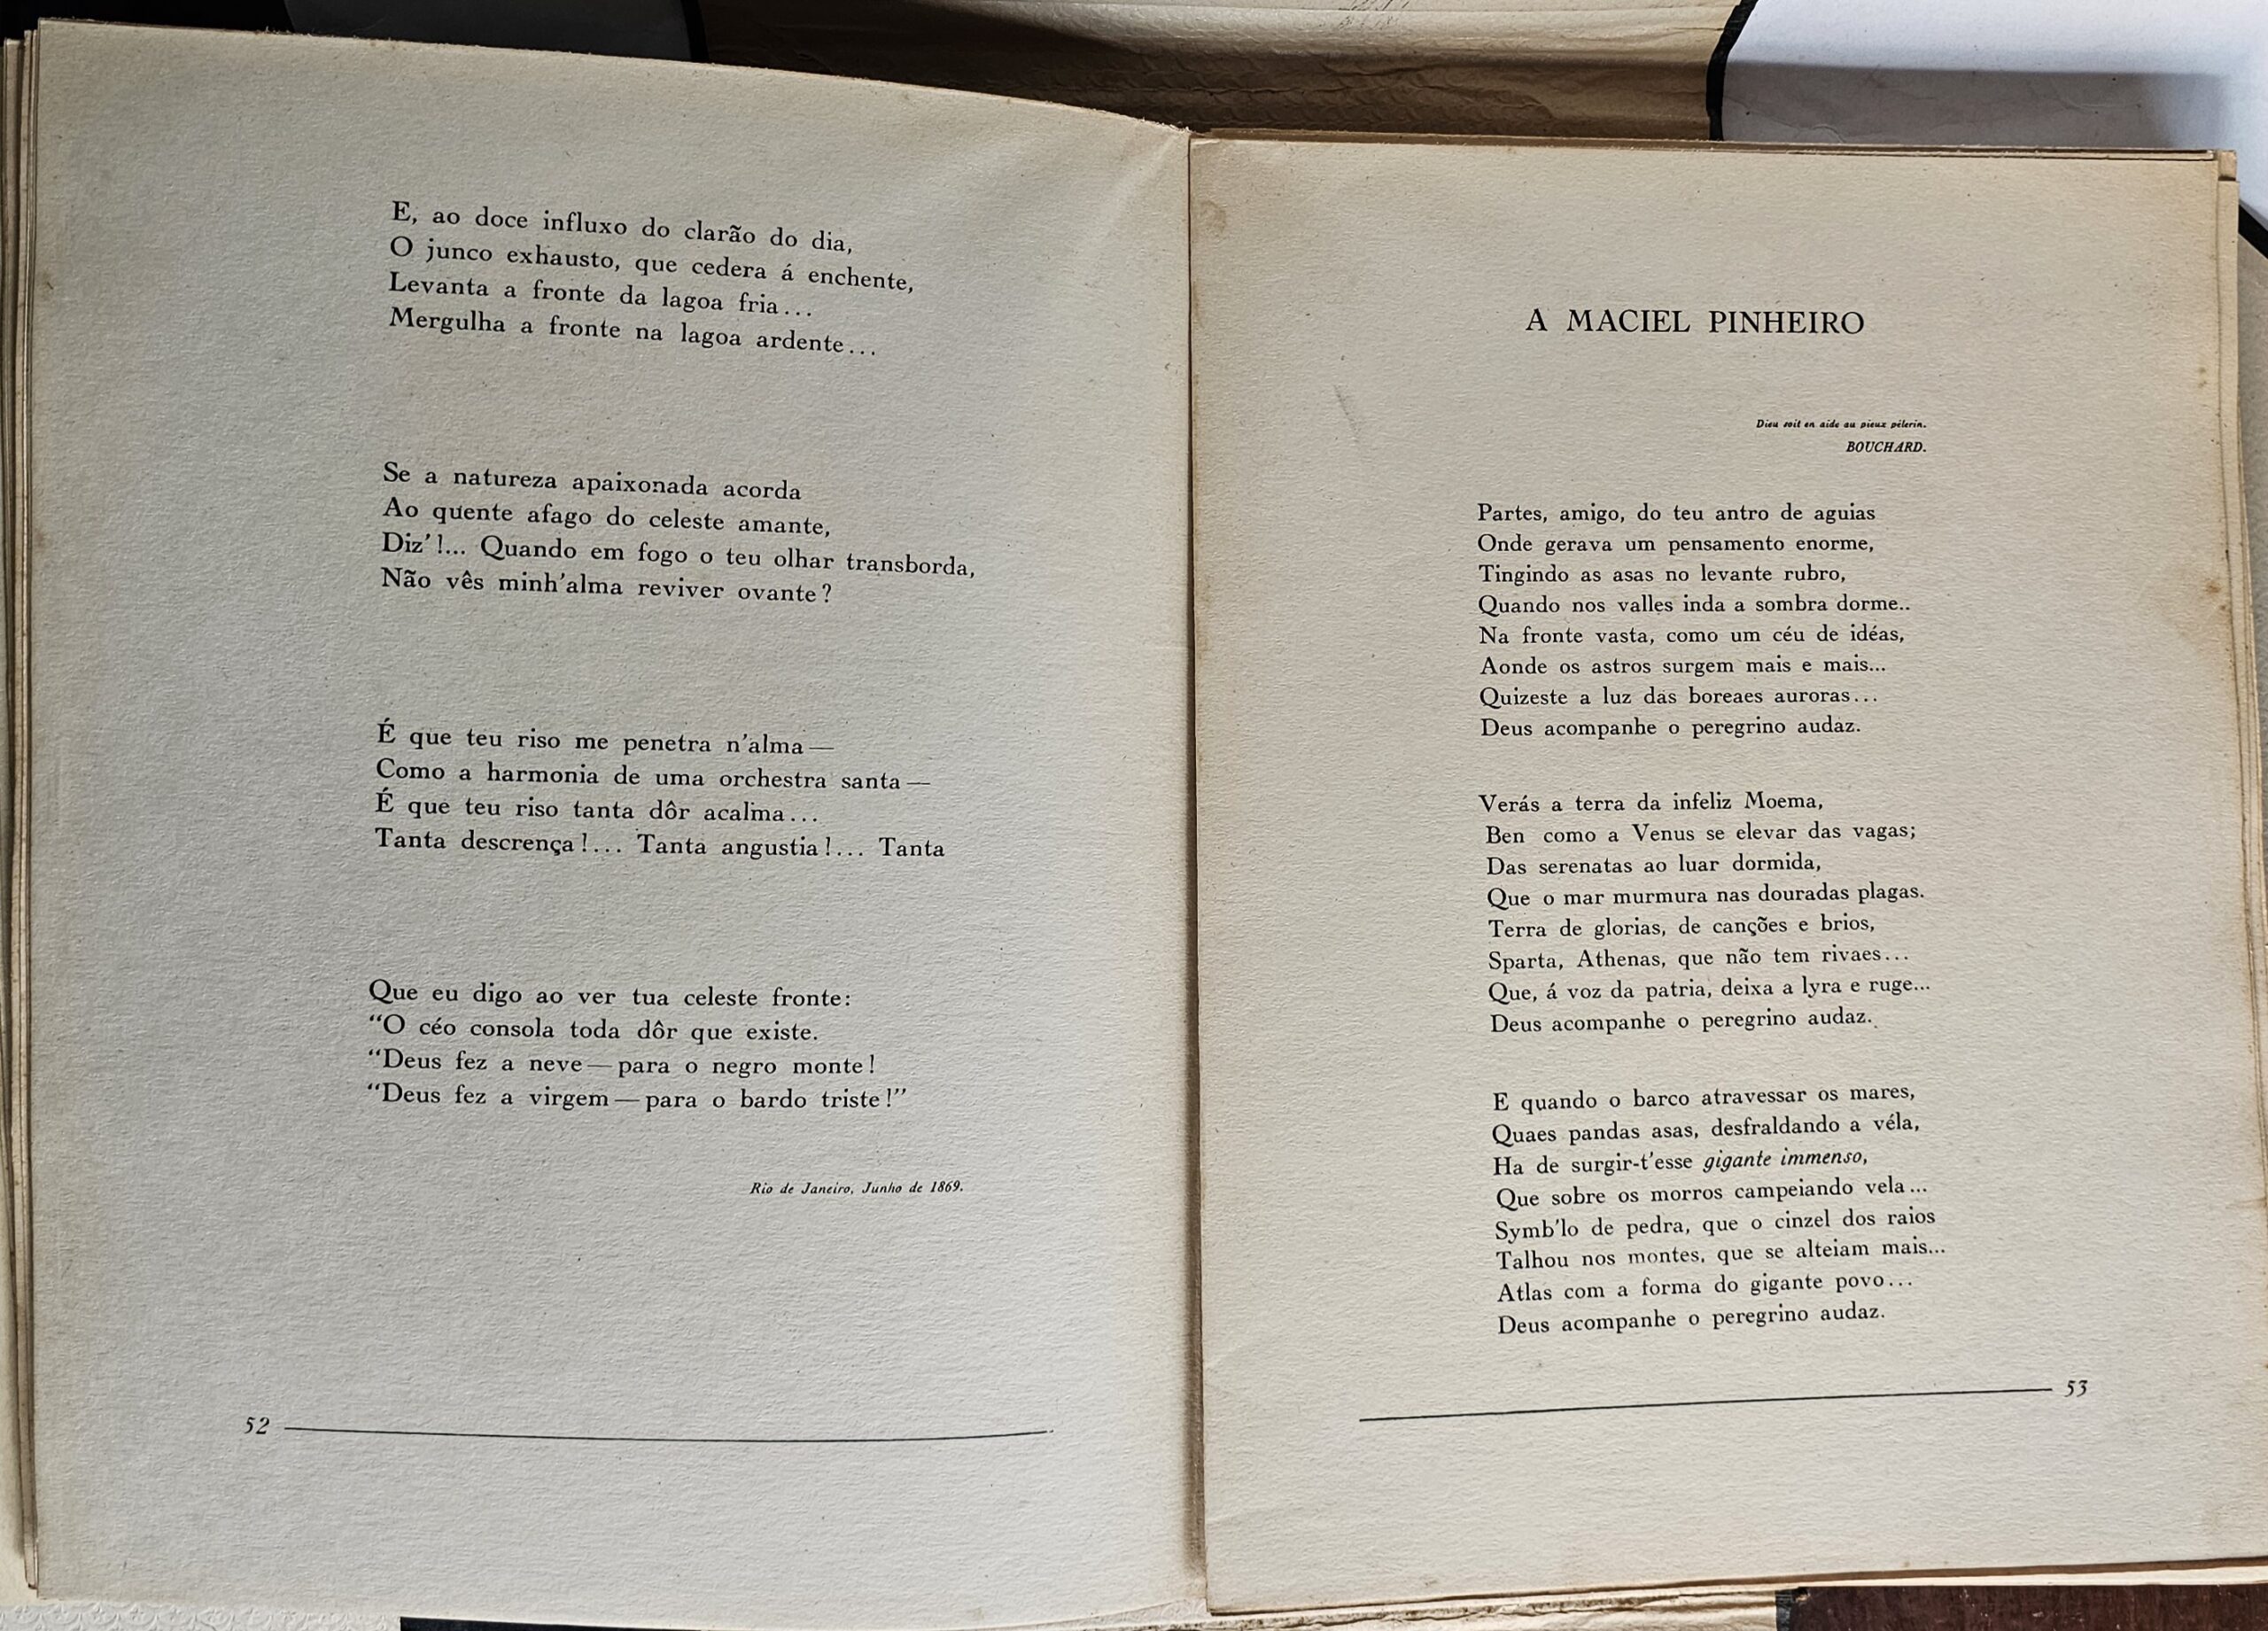 E, ao doce influxo do clarão do dia,
O junco exhausto, que cedera á enchente,
Levanta a fronte da lagoa fria...
Mergulha a fronte na lagoa ardente...
Se a natureza apaixonada acorda
Ao quente afago do celeste amante,
Diz'!... Quando em fogo o teu olhar transborda,
Não vês minh'alma reviver ovante?
É que teu riso me penetra n'alma—
Como a harmonia de uma orchestra santa—
É que teu riso tanta dôr acalma...
Tanta descrença!... Tanta angustia!... Tanta
Que eu digo ao ver tua celeste fronte:
"O céo consola toda dôr que existe.
"Deus fez a neve—para o negro monte!
"Deus fez a virgem—para o bardo triste!"
Rio de Janeiro, Junho de 1869.
52
A MACIEL PINHEIRO
Dieu soit en aide au pieux pèlerin.
BOUCHARD.
Partes, amigo, do teu antro de aguias
Onde gerava um pensamento enorme,
Tingindo as asas no levante rubro,
Quando nos valles inda a sombra dorme..
Na fronte vasta, como um céu de idéas,
Aonde os astros surgem mais e mais...
Quizeste a luz das boreaes auroras...
Deus acompanhe o peregrino audaz.
Verás a terra da infeliz Moema,
Ben como a Venus se elevar das vagas;
Das serenatas ao luar dormida,
Que o mar murmura nas douradas plagas.
Terra de glorias, de canções e brios,
Sparta, Athenas, que não tem rivaes...
Que, á voz da patria, deixa a lyra e ruge...
Deus acompanhe o peregrino audaz.
E quando o barco atravessar os mares,
Quaes pandas asas, desfraldando a véla,
Ha de surgir-t'esse gigante immenso,
Que sobre os morros campeiando vela...
Symb'lo de pedra, que o cinzel dos raios
Talhou nos montes, que se alteiam mais...
Atlas com a forma do gigante povo...
Deus acompanhe o peregrino audaz.
53